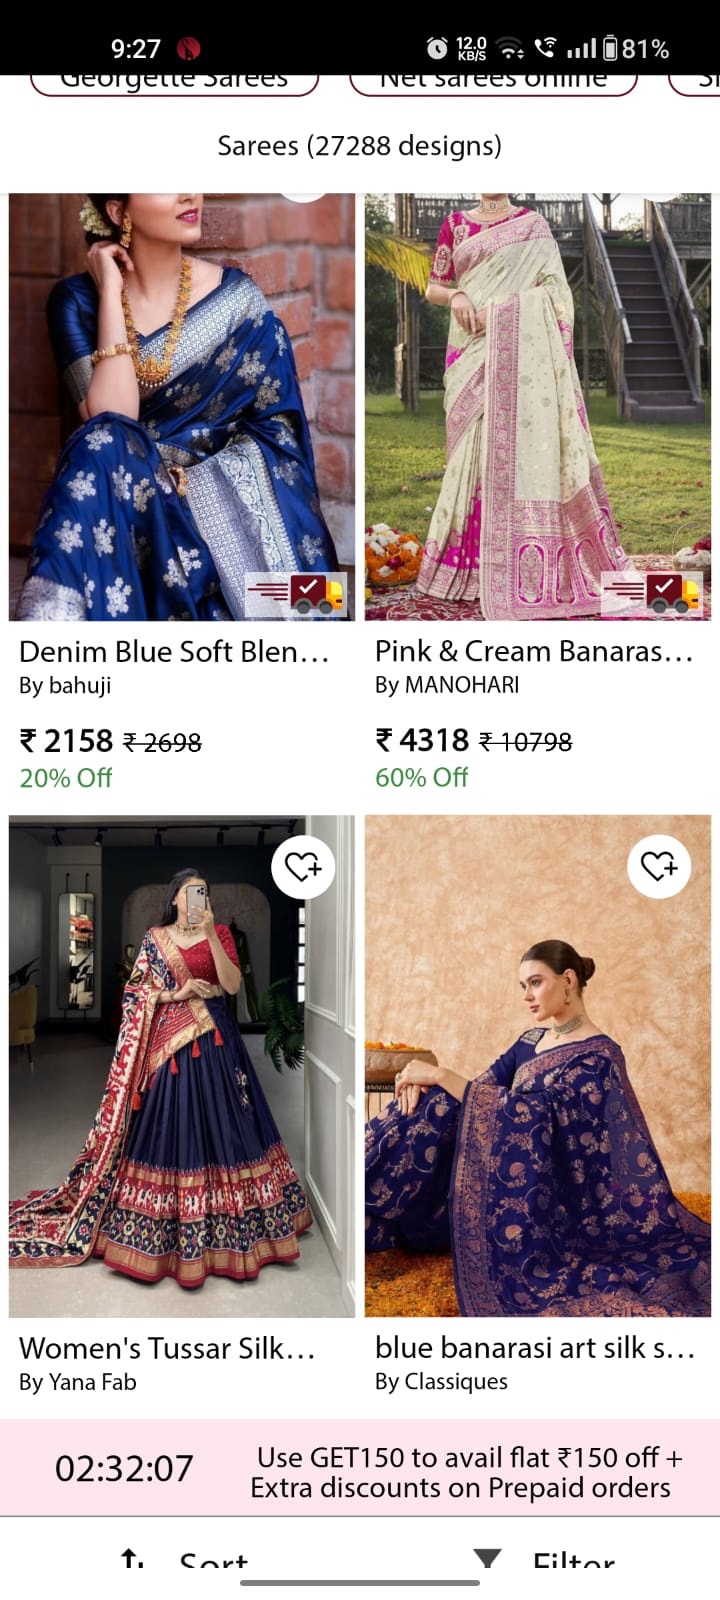 9:27 12.0 KB/S 81%
Georgette Sarees Net sarees online
Sarees (27288 designs)
Denim Blue Soft Blen... Pink & Cream Banaras...
By bahuji By MANOHARI
₹ 2158 ₹ 2698 ₹ 4318 ₹ 10798
20% Off 60% Off
Women's Tussar Silk... blue banarasi art silk s...
By Yana Fab By Classiques
02:32:07 Use GET150 to avail flat ₹150 off +
Extra discounts on Prepaid orders
Sort Filter